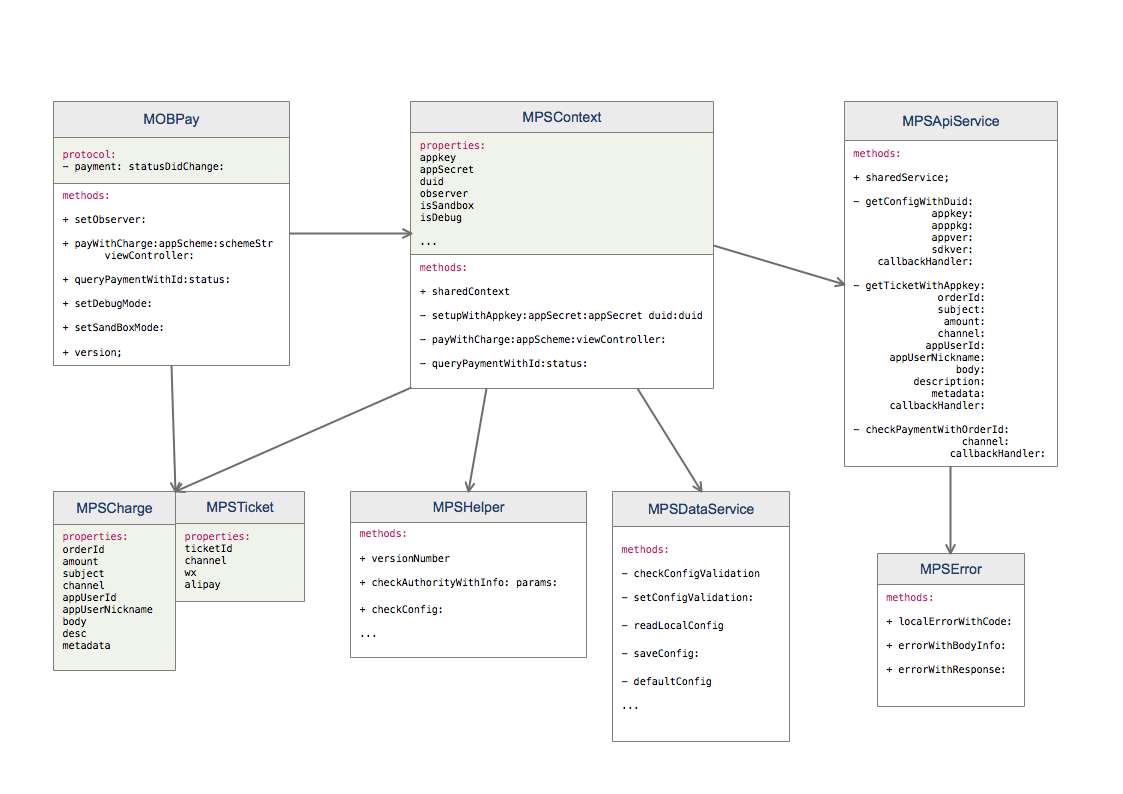 MOBPay
protocol:
– payment: statusDidChange:
methods:
+ setObserver:
+ payWithCharge:appScheme:schemeStr
viewController:
+ queryPaymentWithId:status:
+ setDebugMode:
+ setSandBoxMode:
+ version;
MPSContext
properties:
appkey
appSecret
duid
observer
isSandbox
isDebug
...
methods:
+ sharedContext
– setupWithAppkey:appSecret:appSecret duid:duid
– payWithCharge:appScheme:viewController:
– queryPaymentWithId:status:
MPSApiService
methods:
+ sharedService;
– getConfigWithDuid:
appkey:
apppkg:
appver:
sdkver:
callbackHandler:
– getTicketWithAppkey:
orderId:
subject:
amount:
channel:
appUserId:
appUserNickname:
body:
description:
metadata:
callbackHandler:
– checkPaymentWithOrderId:
channel:
callbackHandler:
MPSCharge
properties:
orderId
amount
subject
channel
appUserId
appUserNickname
body
desc
metadata
MPSTicket
properties:
ticketId
channel
wx
alipay
MPSHelper
methods:
+ versionNumber
+ checkAuthorityWithInfo: params:
+ checkConfig:
...
MPSDataService
methods:
– checkConfigValidation
– setConfigValidation:
– readLocalConfig
– saveConfig:
– defaultConfig
...
MPSError
methods:
+ localErrorWithCode:
+ errorWithBodyInfo:
+ errorWithResponse: